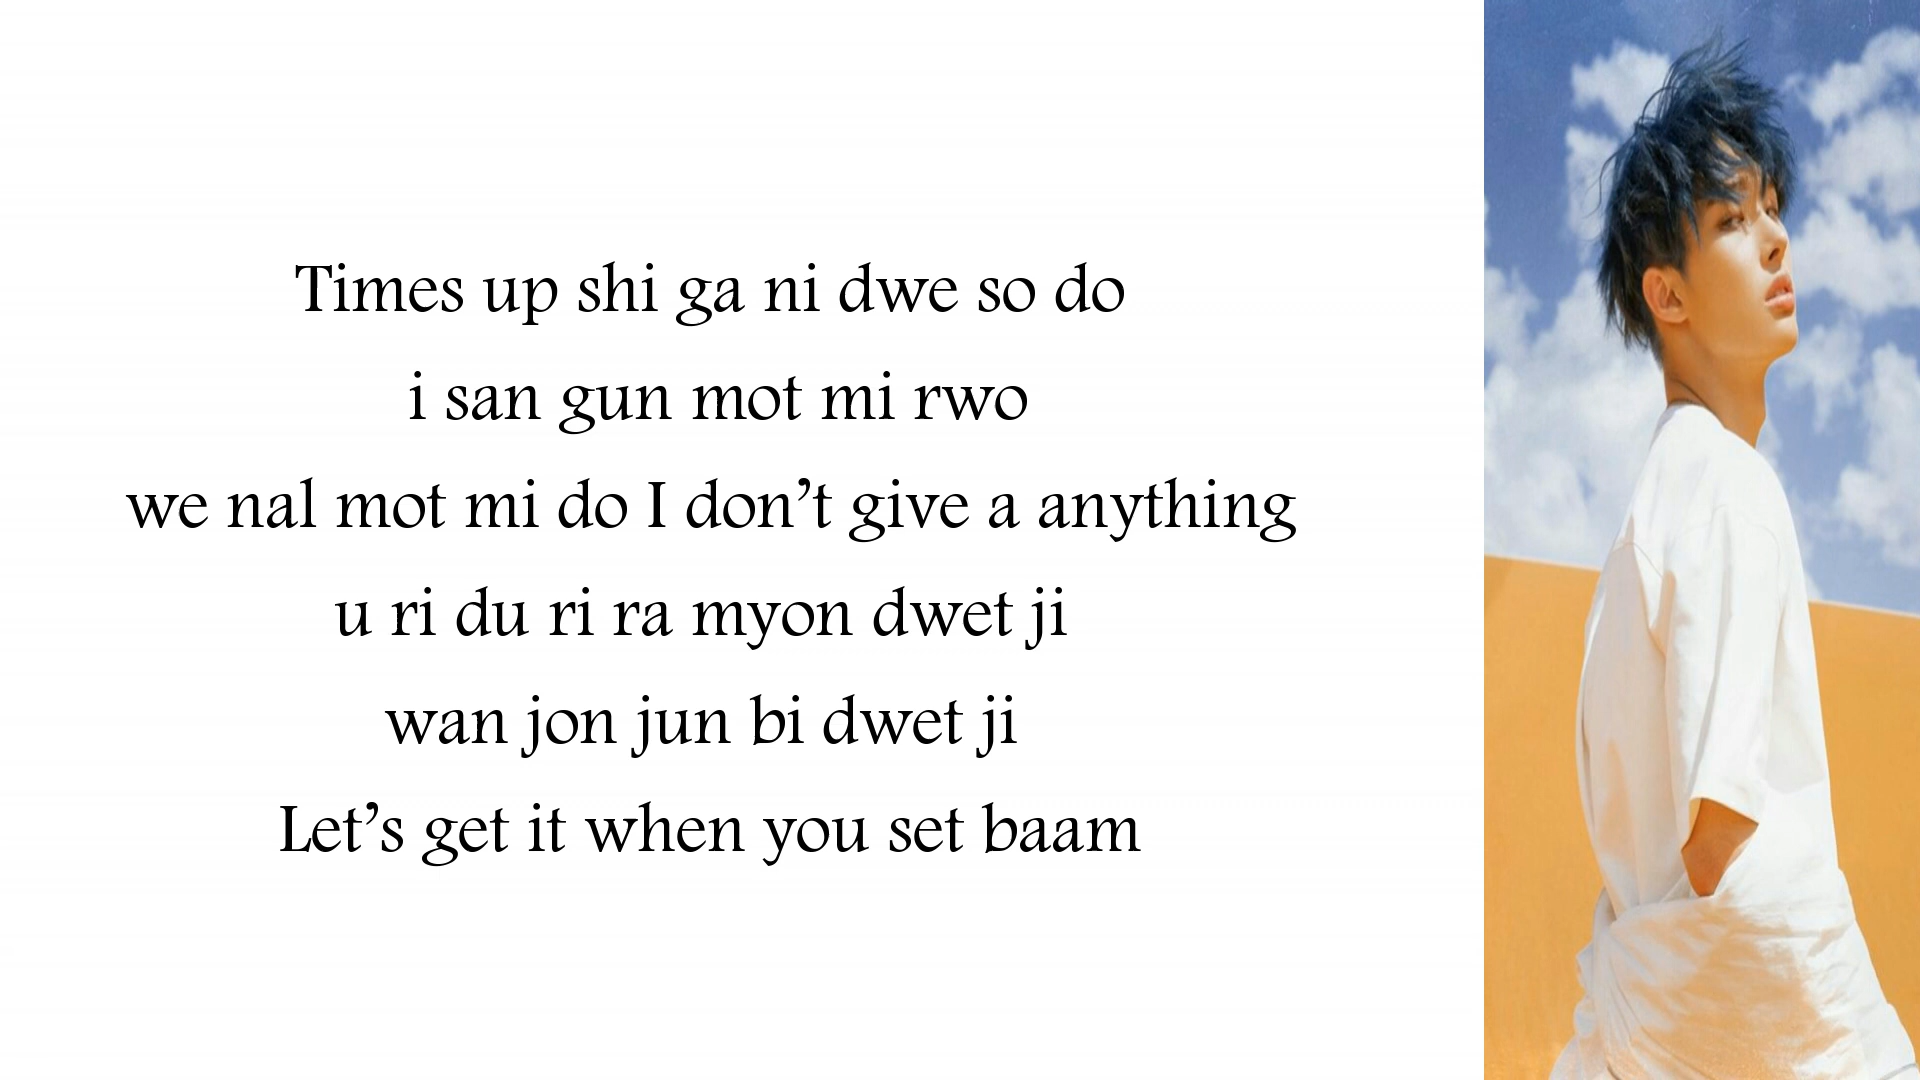 Times up shi ga ni dwe so do
i san gun mot mi rwo
we nal mot mi do I don’t give a anything
u ri du ri ra myon dwet ji
wan jon jun bi dwet ji
Let’s get it when you set baam